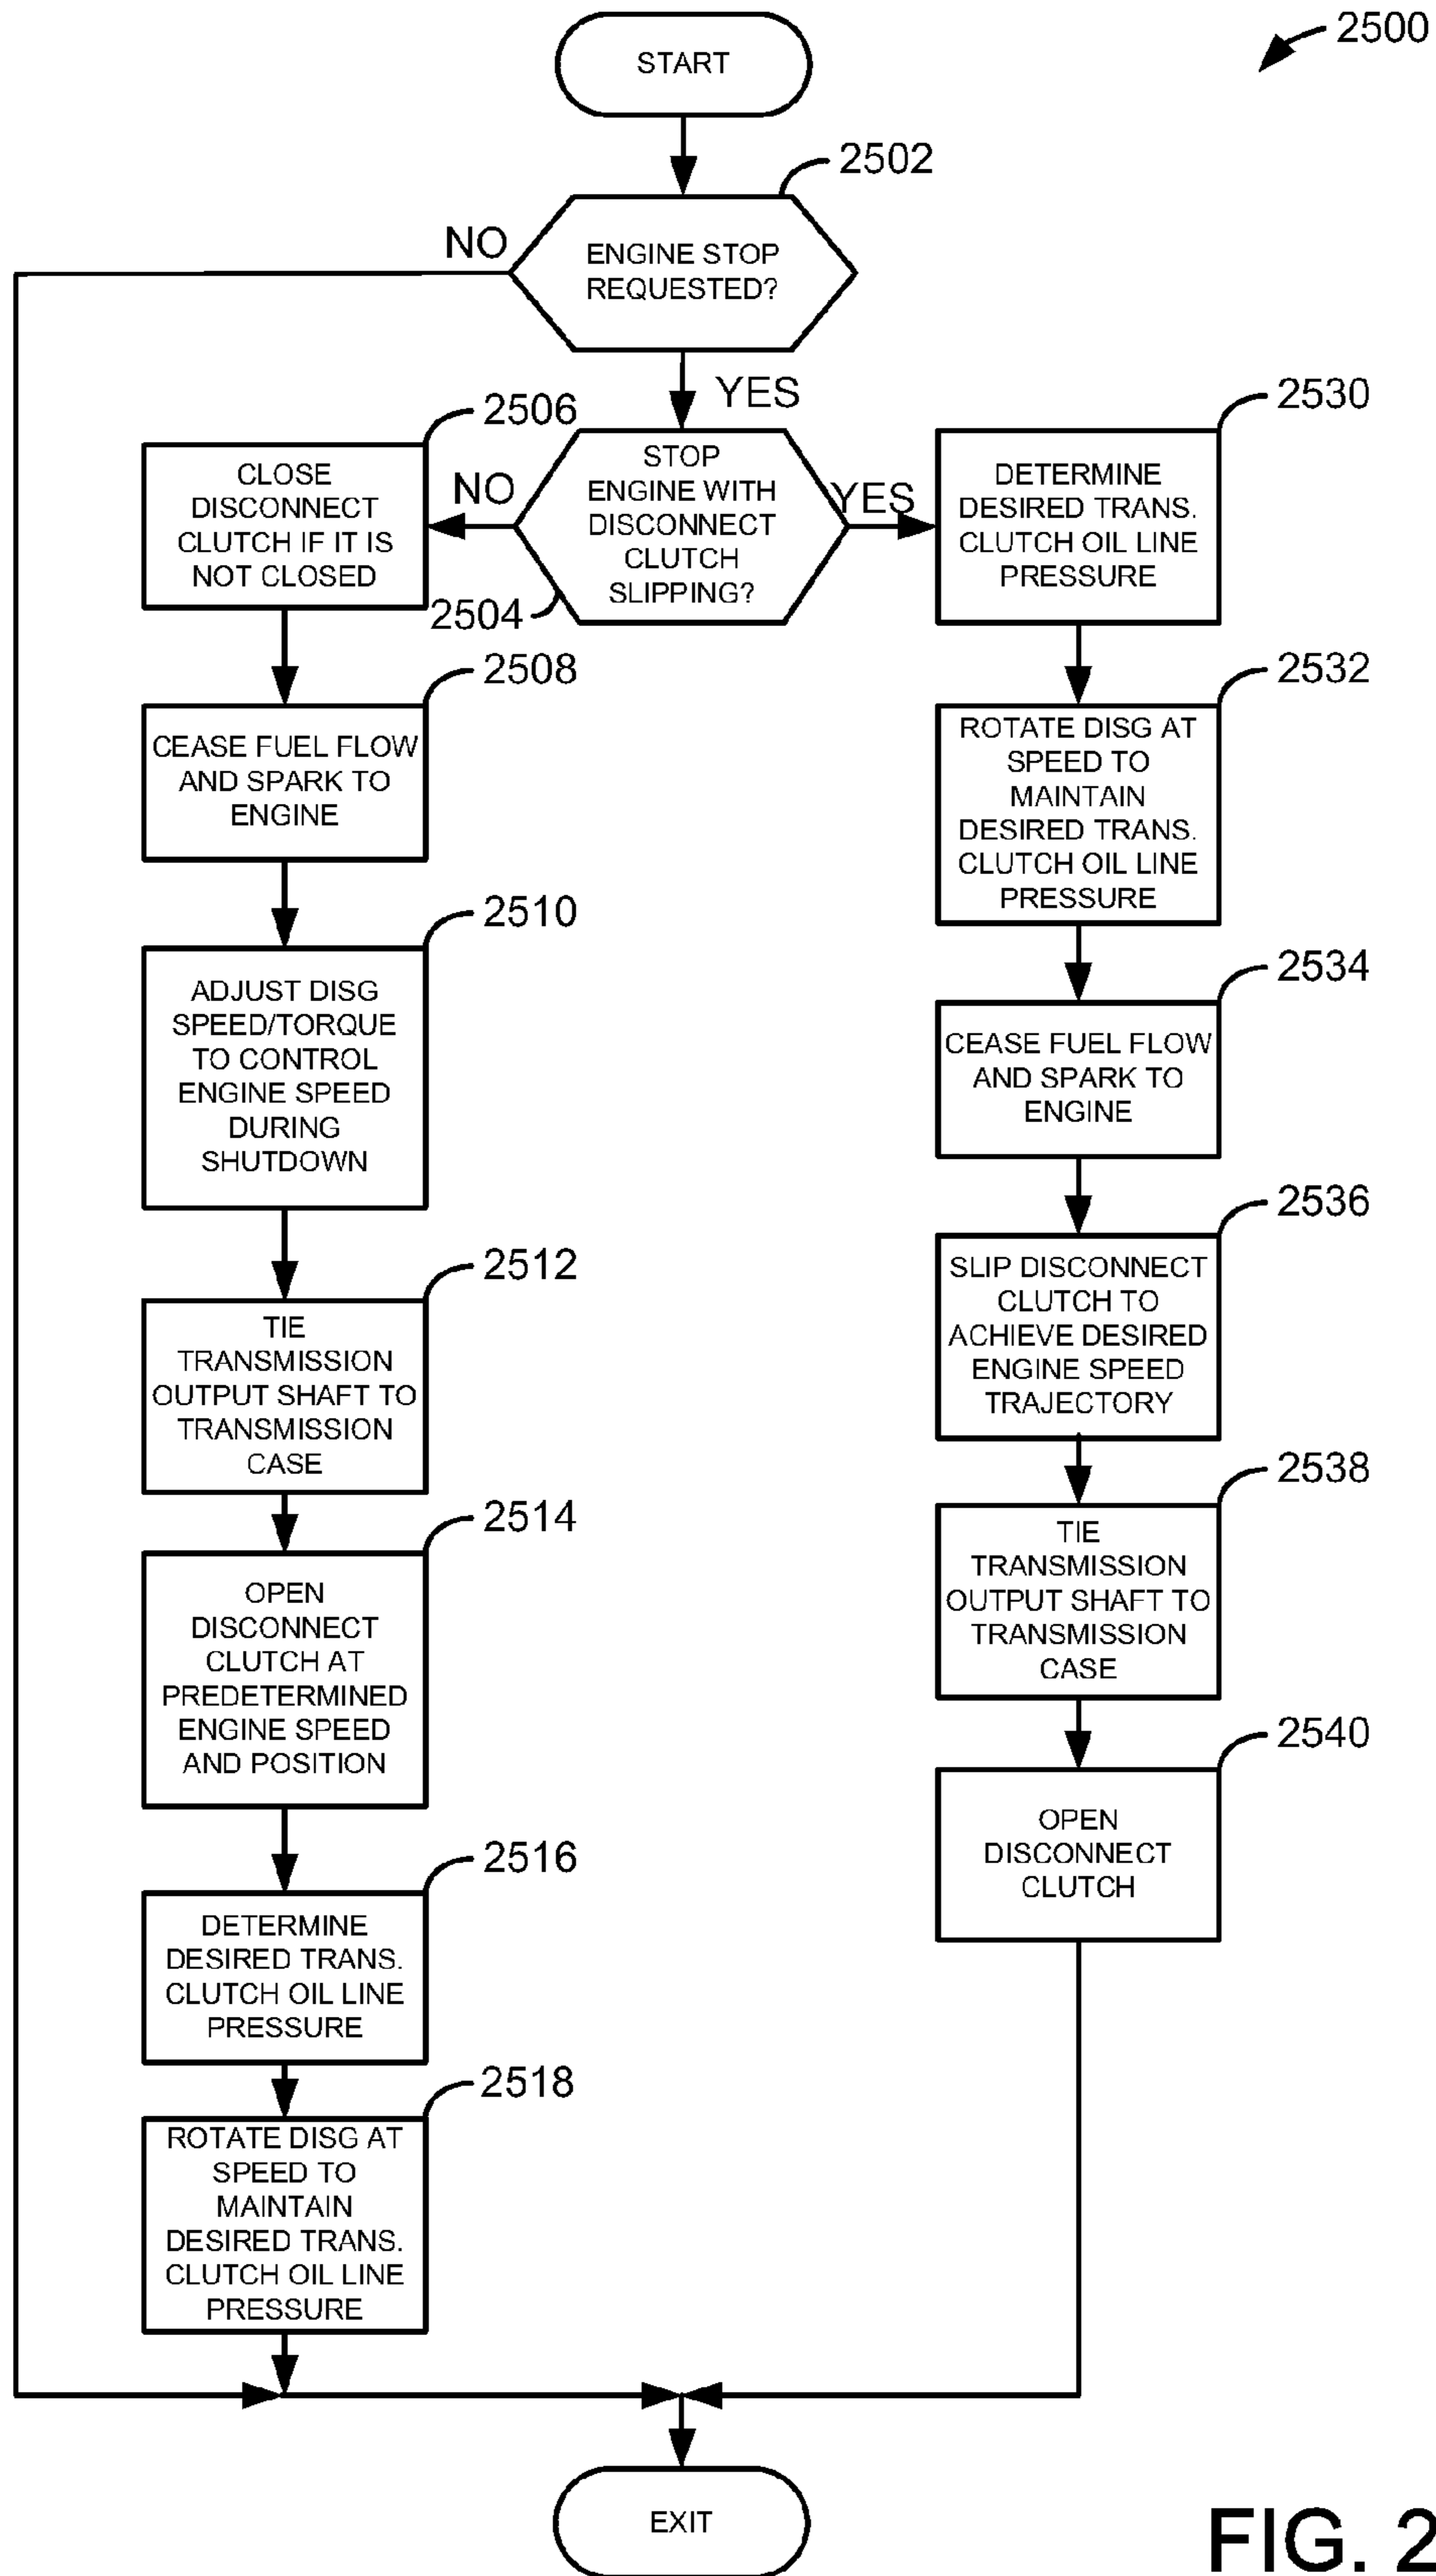 2500
START
2502
NO
ENGINE STOP
REQUESTED?
YES
2506
CLOSE
DISCONNECT
CLUTCH IF IT IS
NOT CLOSED
NO
STOP
ENGINE WITH
DISCONNECT
CLUTCH
SLIPPING?
2504
YES
2530
DETERMINE
DESIRED TRANS.
CLUTCH OIL LINE
PRESSURE
2508
CEASE FUEL FLOW
AND SPARK TO
ENGINE
2510
ADJUST DISG
SPEED/TORQUE
TO CONTROL
ENGINE SPEED
DURING
SHUTDOWN
2512
TIE
TRANSMISSION
OUTPUT SHAFT TO
TRANSMISSION
CASE
2514
OPEN
DISCONNECT
CLUTCH AT
PREDETERMINED
ENGINE SPEED
AND POSITION
2516
DETERMINE
DESIRED TRANS.
CLUTCH OIL LINE
PRESSURE
2518
ROTATE DISG AT
SPEED TO
MAINTAIN
DESIRED TRANS.
CLUTCH OIL LINE
PRESSURE
2532
ROTATE DISG AT
SPEED TO
MAINTAIN
DESIRED TRANS.
CLUTCH OIL LINE
PRESSURE
2534
CEASE FUEL FLOW
AND SPARK TO
ENGINE
2536
SLIP DISCONNECT
CLUTCH TO
ACHIEVE DESIRED
ENGINE SPEED
TRAJECTORY
2538
TIE
TRANSMISSION
OUTPUT SHAFT TO
TRANSMISSION
CASE
2540
OPEN
DISCONNECT
CLUTCH
EXIT
FIG. 2